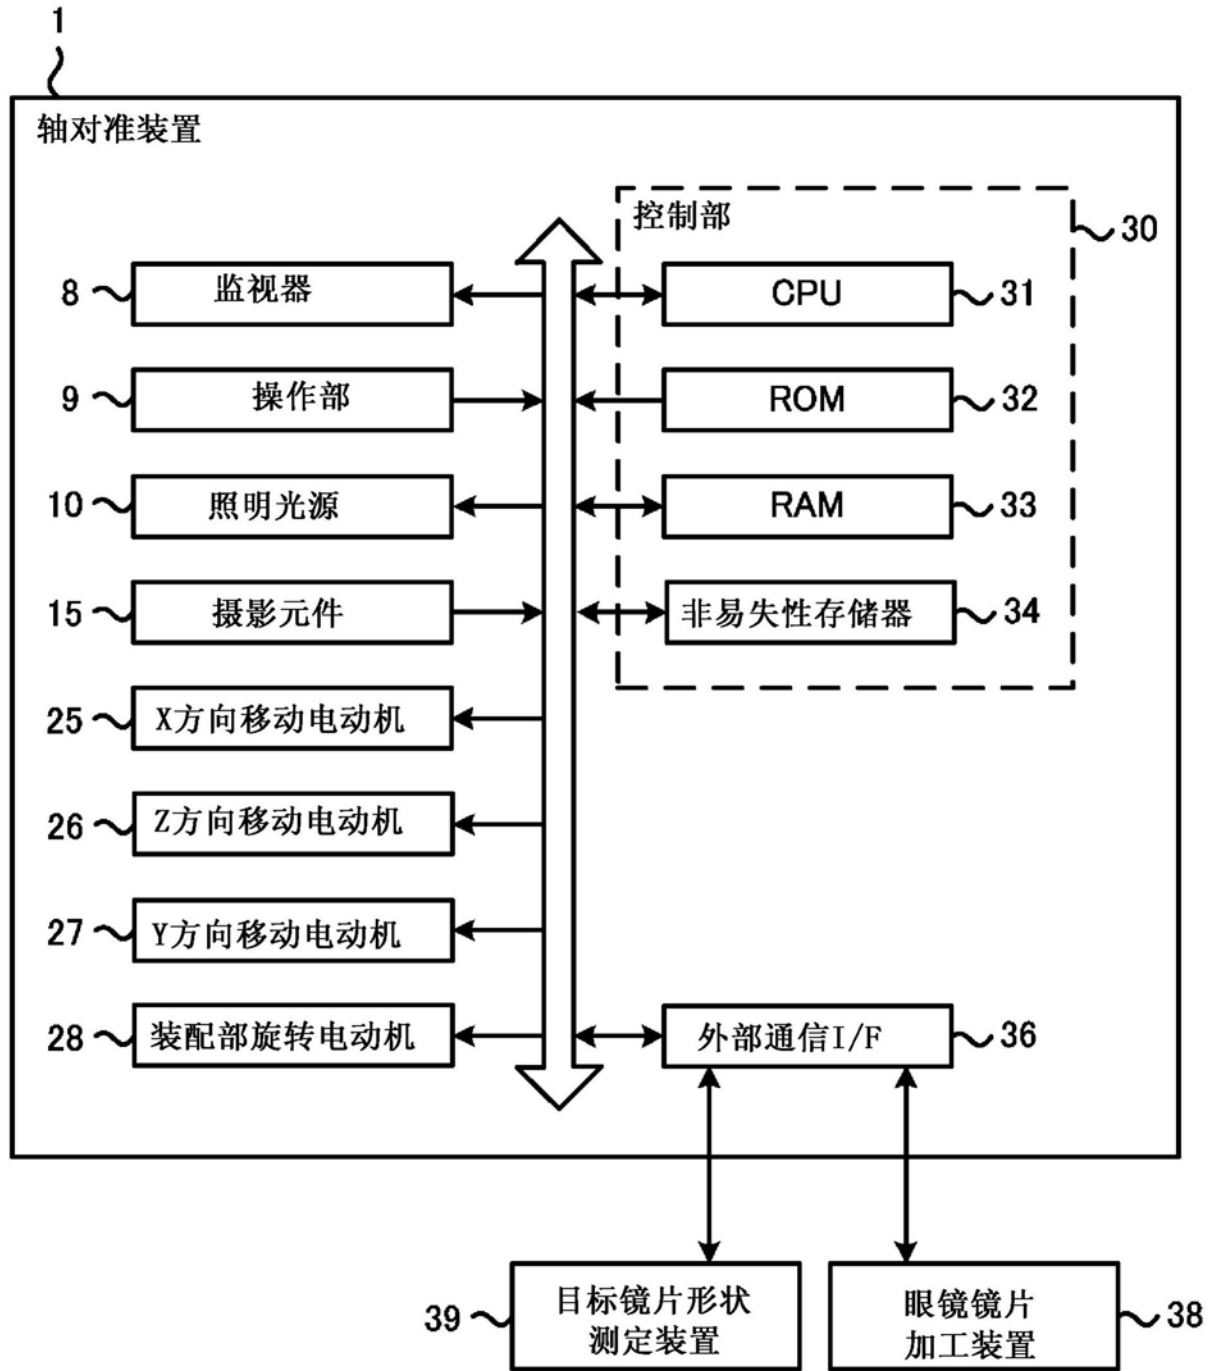 1
轴对准装置
控制部
30
8
监视器
CPU
31
9
操作部
ROM
32
10
照明光源
RAM
33
15
摄影元件
非易失性存储器
34
25
X方向移动电动机
26
Z方向移动电动机
27
Y方向移动电动机
28
装配部旋转电动机
外部通信I/F
36
39
目标镜片形状
测定装置
眼镜镜片
加工装置
38